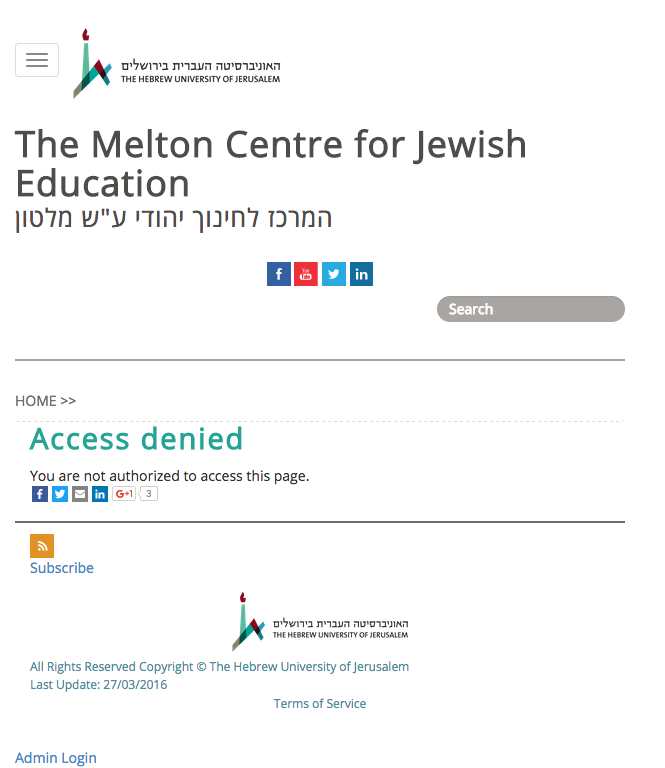 האוניברסיטה העברית בירושלים
THE HEBREW UNIVERSITY OF JERUSALEM
The Melton Centre for Jewish
Education
המרכז לחינוך יהודי ע"ש מלטון
f You Tube in
Search
HOME >>
Access denied
You are not authorized to access this page.
f in G+1 3
Subscribe
האוניברסיטה העברית בירושלים
THE HEBREW UNIVERSITY OF JERUSALEM
All Rights Reserved Copyright © The Hebrew University of Jerusalem
Last Update: 27/03/2016
Terms of Service
Admin Login